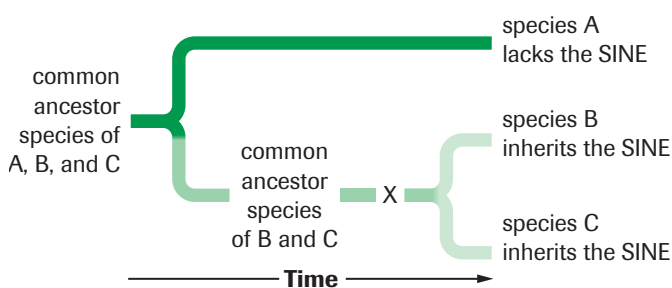 species A
lacks the SINE
common
ancestor
species of
A, B, and C
species B
inherits the SINE
common
ancestor
species
of B and C
X
species C
inherits the SINE
Time